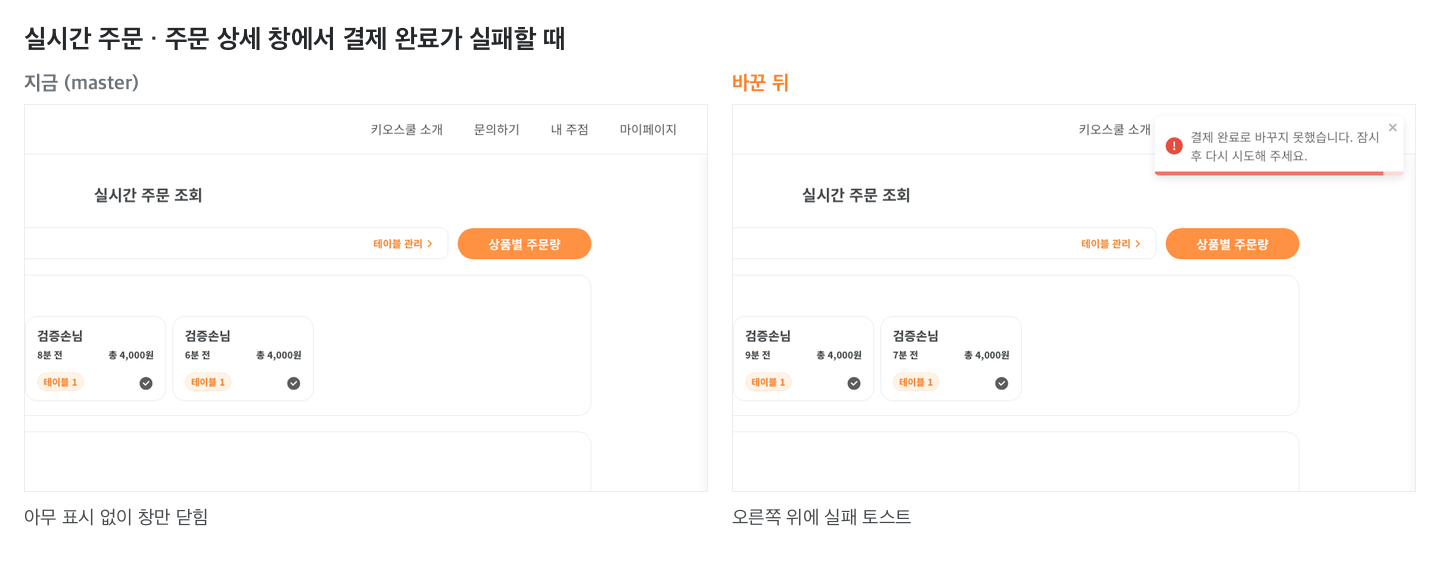 실시간 주문 · 주문 상세 창에서 결제 완료가 실패할 때
지금 (master)
키오스쿨 소개 문의하기 내 주점 마이페이지
실시간 주문 조회
테이블 관리 >
상품별 주문량
검증손님
8분 전 총 4,000원
테이블 1
검증손님
6분 전 총 4,000원
테이블 1
아무 표시 없이 창만 닫힘
바꾼 뒤
키오스쿨 소개
결제 완료로 바꾸지 못했습니다. 잠시
후 다시 시도해 주세요.
실시간 주문 조회
테이블 관리 >
상품별 주문량
검증손님
9분 전 총 4,000원
테이블 1
검증손님
7분 전 총 4,000원
테이블 1
오른쪽 위에 실패 토스트